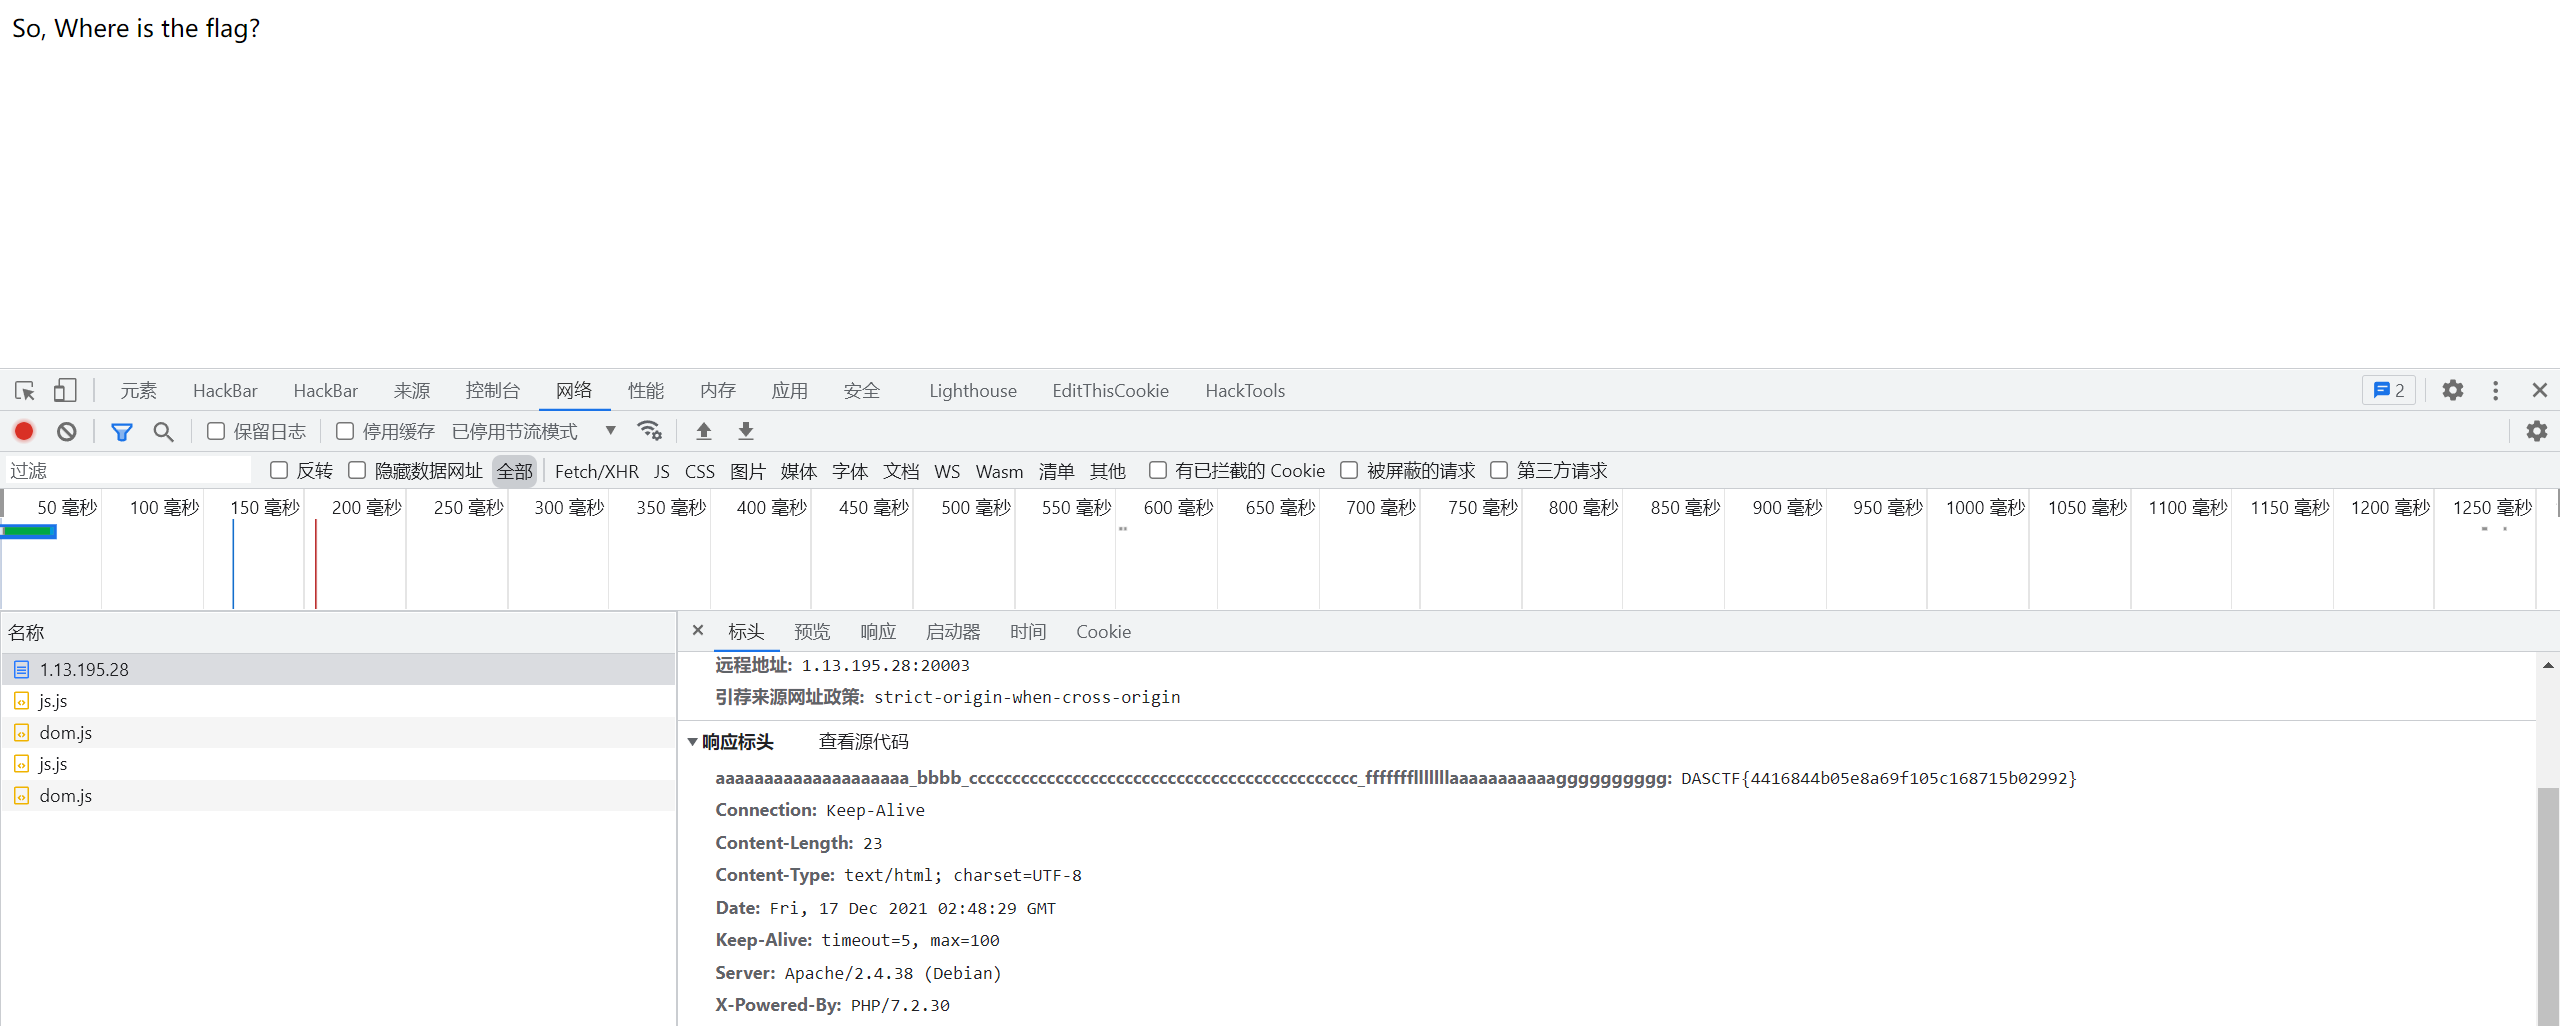 So, Where is the flag?
元素 HackBar HackBar 来源 控制台 网络 性能 内存 应用 安全 Lighthouse EditThisCookie HackTools 2
保留日志 停用缓存 已停用节流模式
过滤 反转 隐藏数据网址 全部 Fetch/XHR JS CSS 图片 媒体 字体 文档 WS Wasm 清单 其他 有已拦截的 Cookie 被屏蔽的请求 第三方请求
50 毫秒 100 毫秒 150 毫秒 200 毫秒 250 毫秒 300 毫秒 350 毫秒 400 毫秒 450 毫秒 500 毫秒 550 毫秒 600 毫秒 650 毫秒 700 毫秒 750 毫秒 800 毫秒 850 毫秒 900 毫秒 950 毫秒 1000 毫秒 1050 毫秒 1100 毫秒 1150 毫秒 1200 毫秒 1250 毫秒
名称
1.13.195.28
js.js
dom.js
js.js
dom.js
标头 预览 响应 启动器 时间 Cookie
远程地址: 1.13.195.28:20003
引荐来源网址政策: strict-origin-when-cross-origin
响应标头 查看源代码
DASCTF{4416844b05e8a69f105c168715b02992}
Connection: Keep-Alive
Content-Length: 23
Content-Type: text/html; charset=UTF-8
Date: Fri, 17 Dec 2021 02:48:29 GMT
Keep-Alive: timeout=5, max=100
Server: Apache/2.4.38 (Debian)
X-Powered-By: PHP/7.2.30